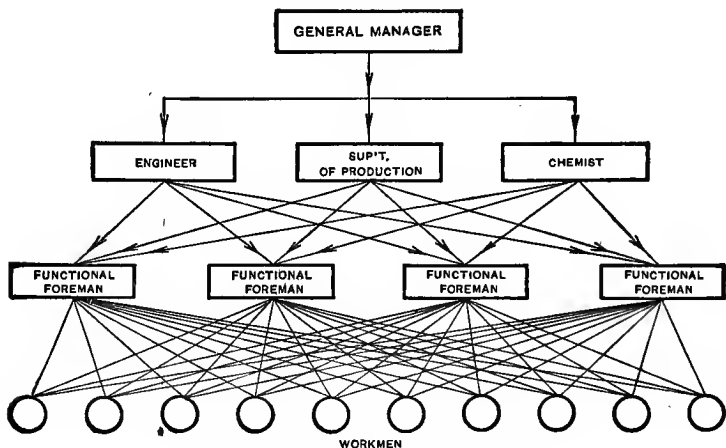 GENERAL MANAGER
ENGINEER
SUP'T.
OF PRODUCTION
CHEMIST
FUNCTIONAL
FOREMAN
FUNCTIONAL
FOREMAN
FUNCTIONAL
FOREMAN
FUNCTIONAL
FOREMAN
WORKMEN